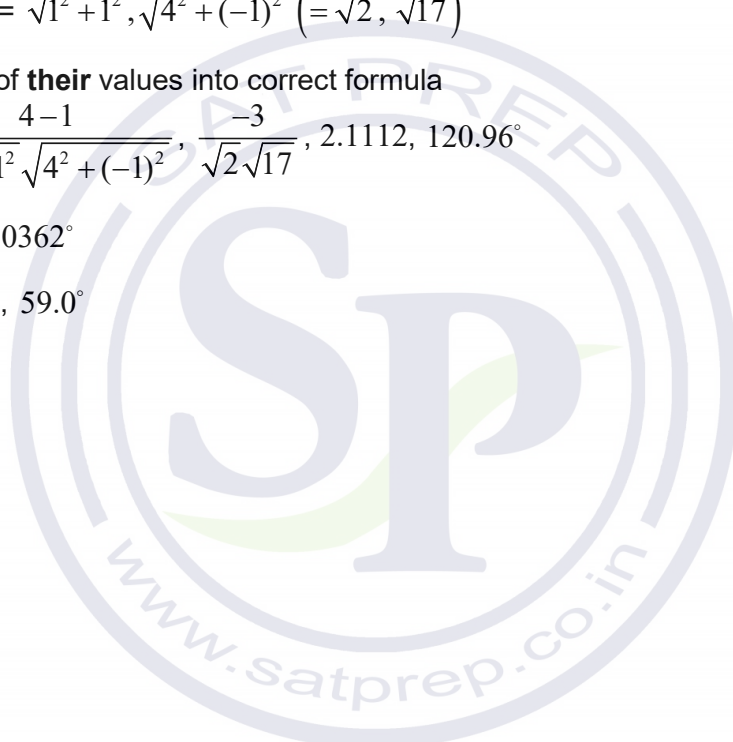 = √1² + 1² , √4² + (−1)² (= √2 , √17)
of their values into correct formula
4 − 1 / 1² √4² + (−1)² , −3 / √2 √17 , 2.1112, 120.96°
0362°
, 59.0°
SAT PREP
SP
www.satprep.co.in